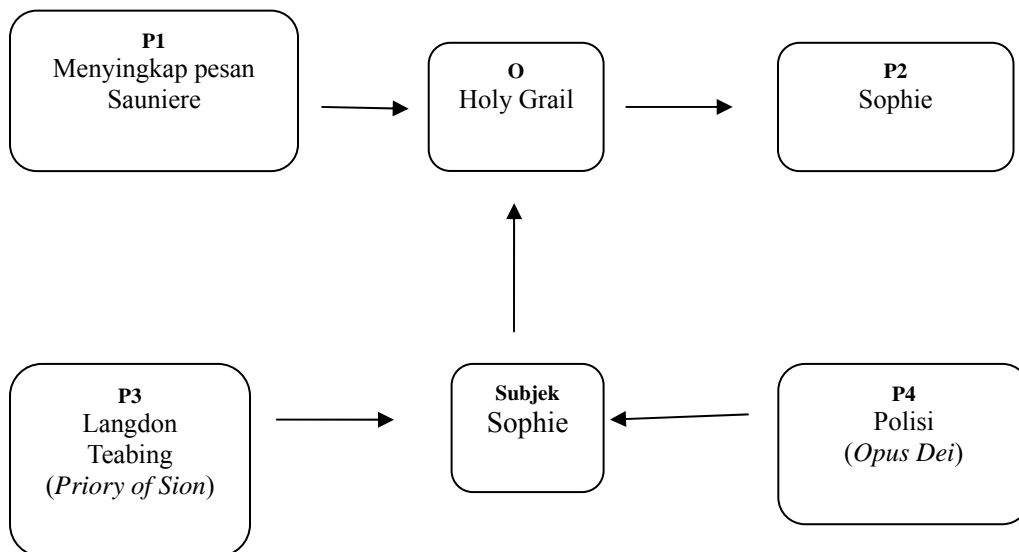 P1
Menyingkap pesan
Sauniere
O
Holy Grail
P2
Sophie
P3
Langdon
Teabing
(Priory of Sion)
Subjek
Sophie
P4
Polisi
(Opus Dei)